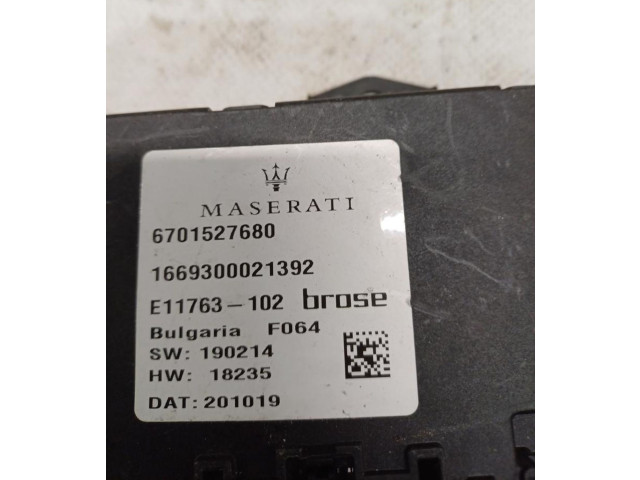 MASERATI
6701527680
1669300021392
E11763-102 brose
Bulgaria F064
SW: 190214
HW: 18235
DAT: 201019